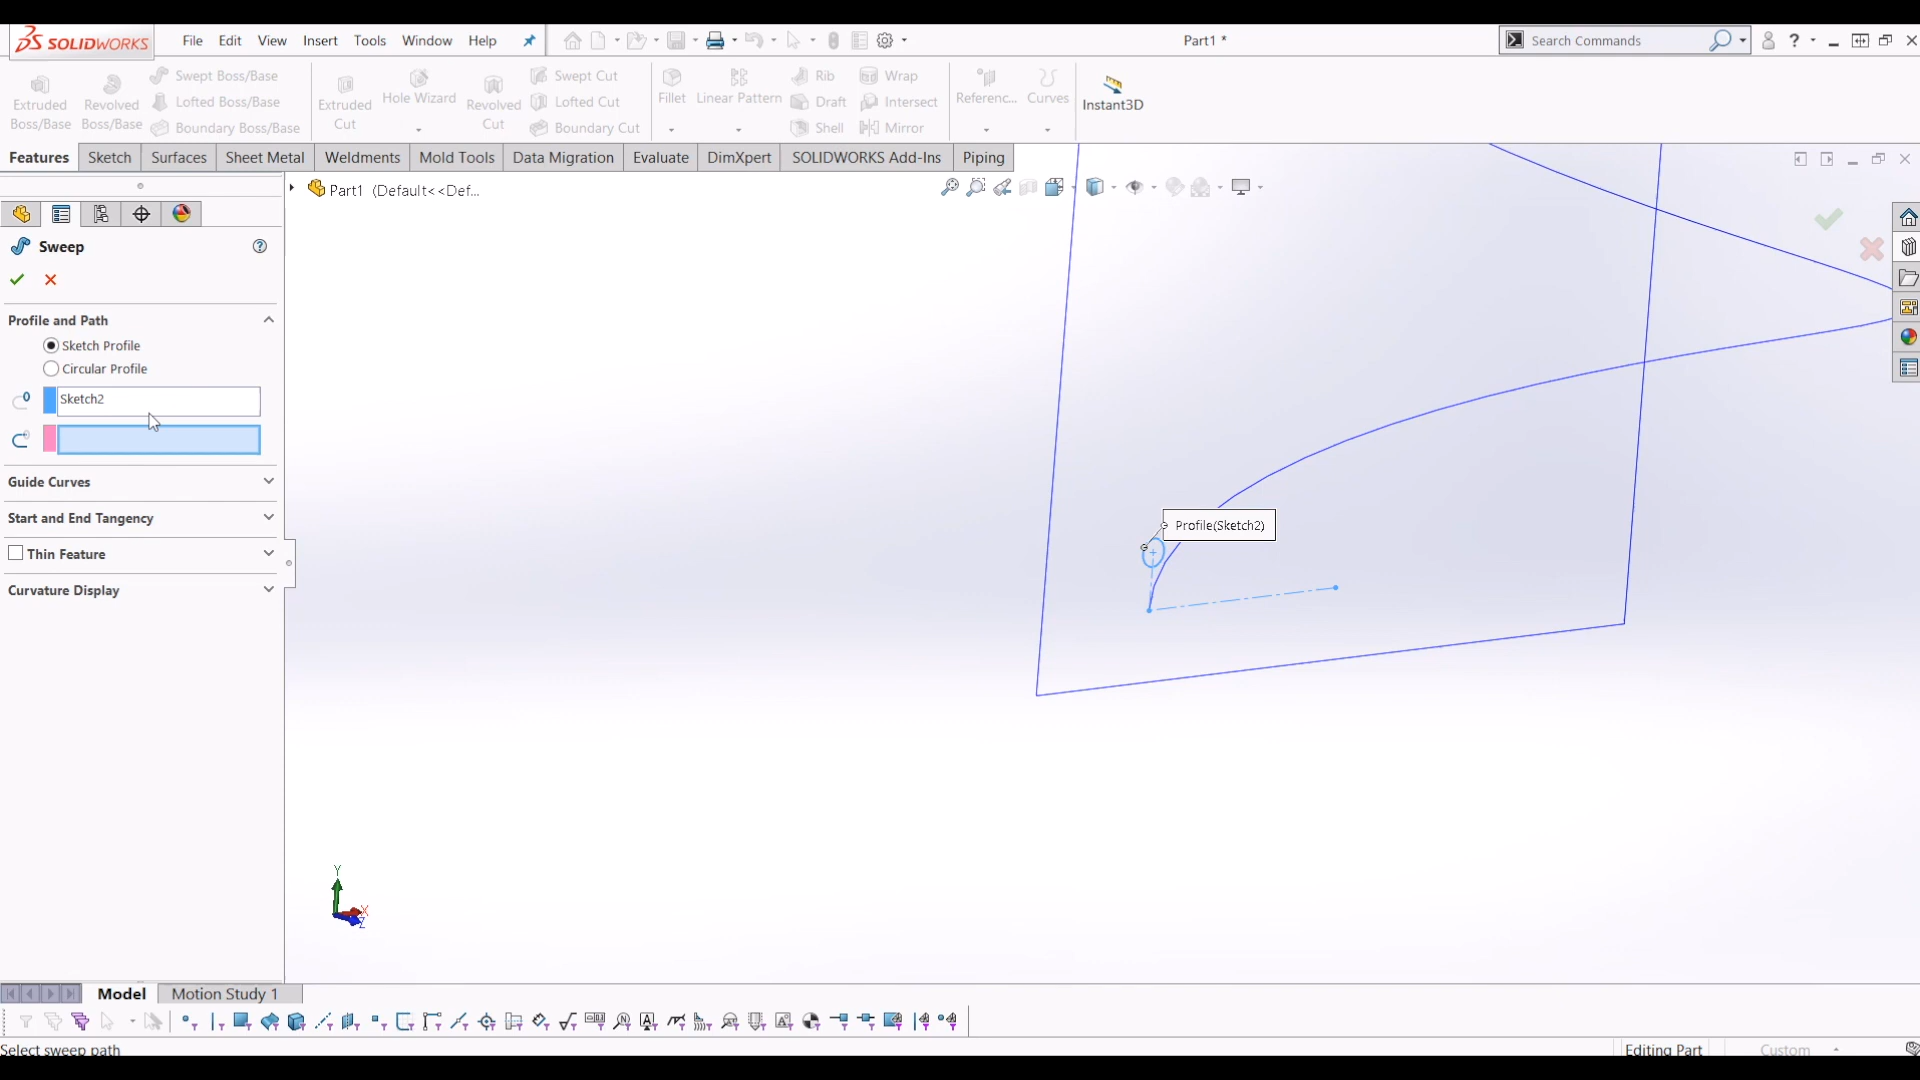 SOLIDWORKS File Edit View Insert Tools Window Help Part1 * Search Commands
Extruded Boss/Base
Revolved Boss/Base
Swept Boss/Base
Lofted Boss/Base
Boundary Boss/Base
Extruded Cut
Hole Wizard
Revolved Cut
Swept Cut
Lofted Cut
Boundary Cut
Fillet
Linear Pattern
Rib
Draft
Shell
Wrap
Intersect
Mirror
Referenc...
Curves
Instant3D
Features Sketch Surfaces Sheet Metal Weldments Mold Tools Data Migration Evaluate DimXpert SOLIDWORKS Add-Ins Piping
Part1 (Default<<Def...
Sweep
Profile and Path
Sketch Profile
Circular Profile
Sketch2
Guide Curves
Start and End Tangency
Thin Feature
Curvature Display
Profile(Sketch2)
Y
X
Z
Model Motion Study 1
Select sweep path Editing Part Custom